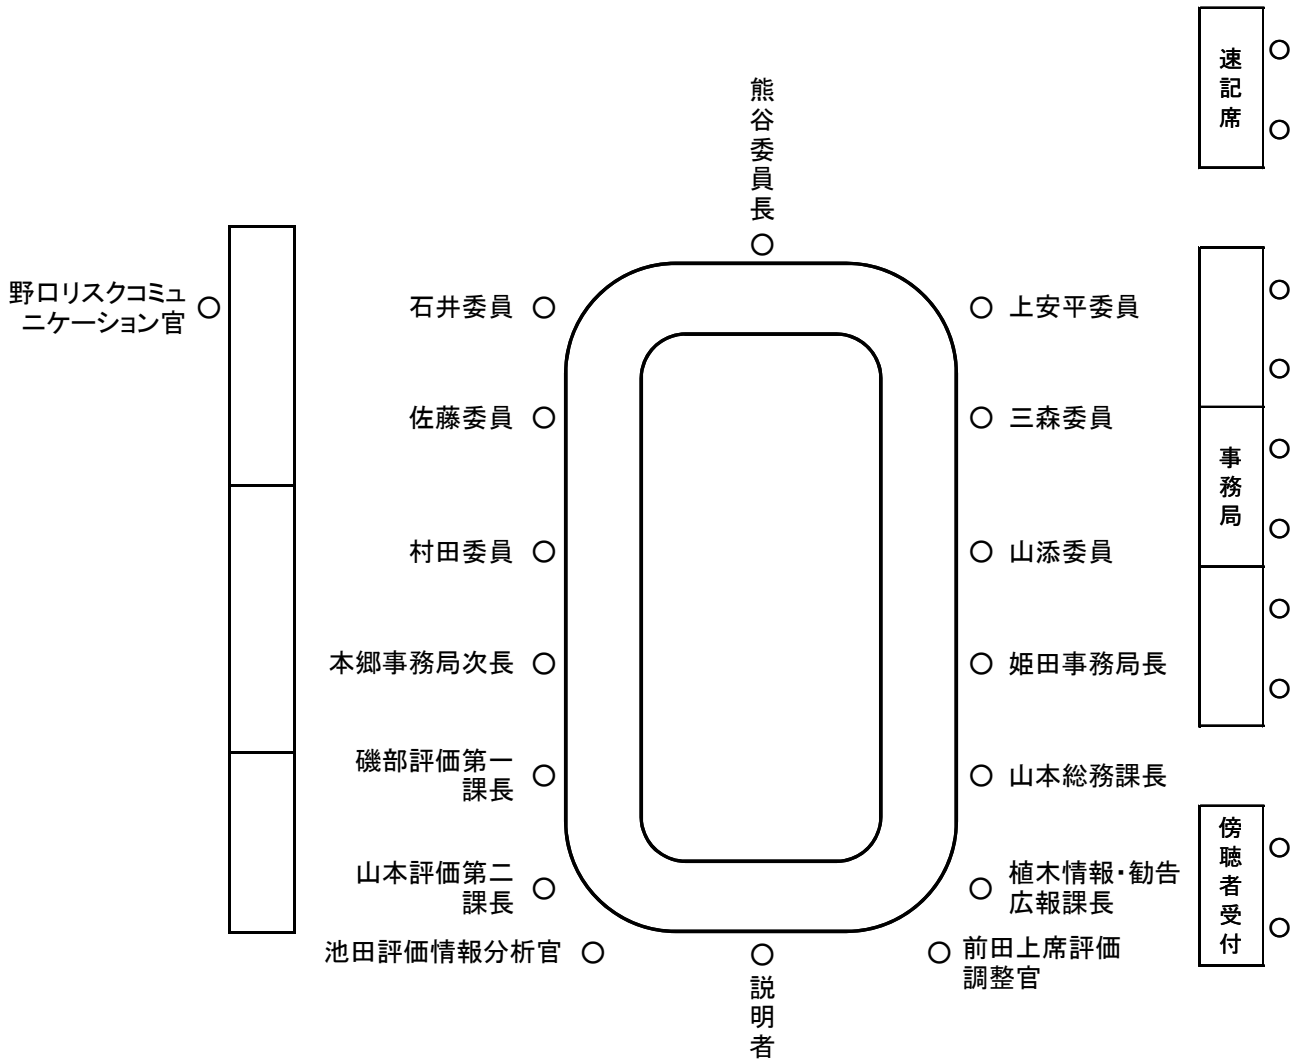 速記席
熊谷委員長
野口リスクコミュ
ニケーション官
石井委員
上安平委員
佐藤委員
三森委員
事務局
村田委員
山添委員
本郷事務局次長
姫田事務局長
磯部評価第一
課長
山本総務課長
山本評価第二
課長
植木情報・勧告
広報課長
傍聴者受付
池田評価情報分析官
説明者
前田上席評価
調整官